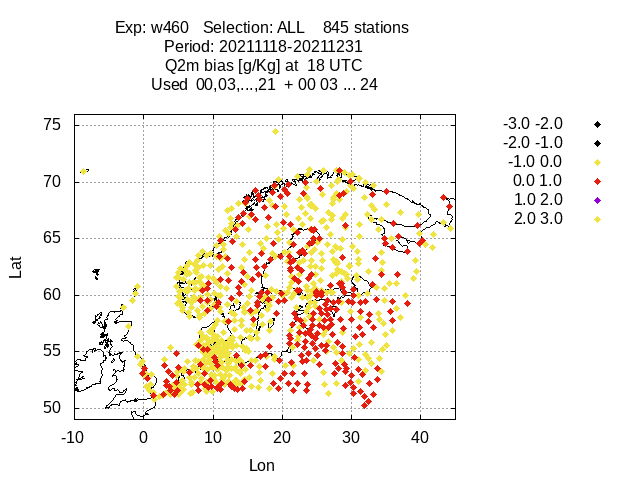 Exp: w460 Selection: ALL 845 stations
Period: 20211118-20211231
Q2m bias [g/Kg] at 18 UTC
Used 00,03,...,21 + 00 03 ... 24
-3.0 -2.0
-2.0 -1.0
-1.0 0.0
0.0 1.0
1.0 2.0
2.0 3.0
75
70
65
60
55
50
Lat
-10 0 10 20 30 40
Lon